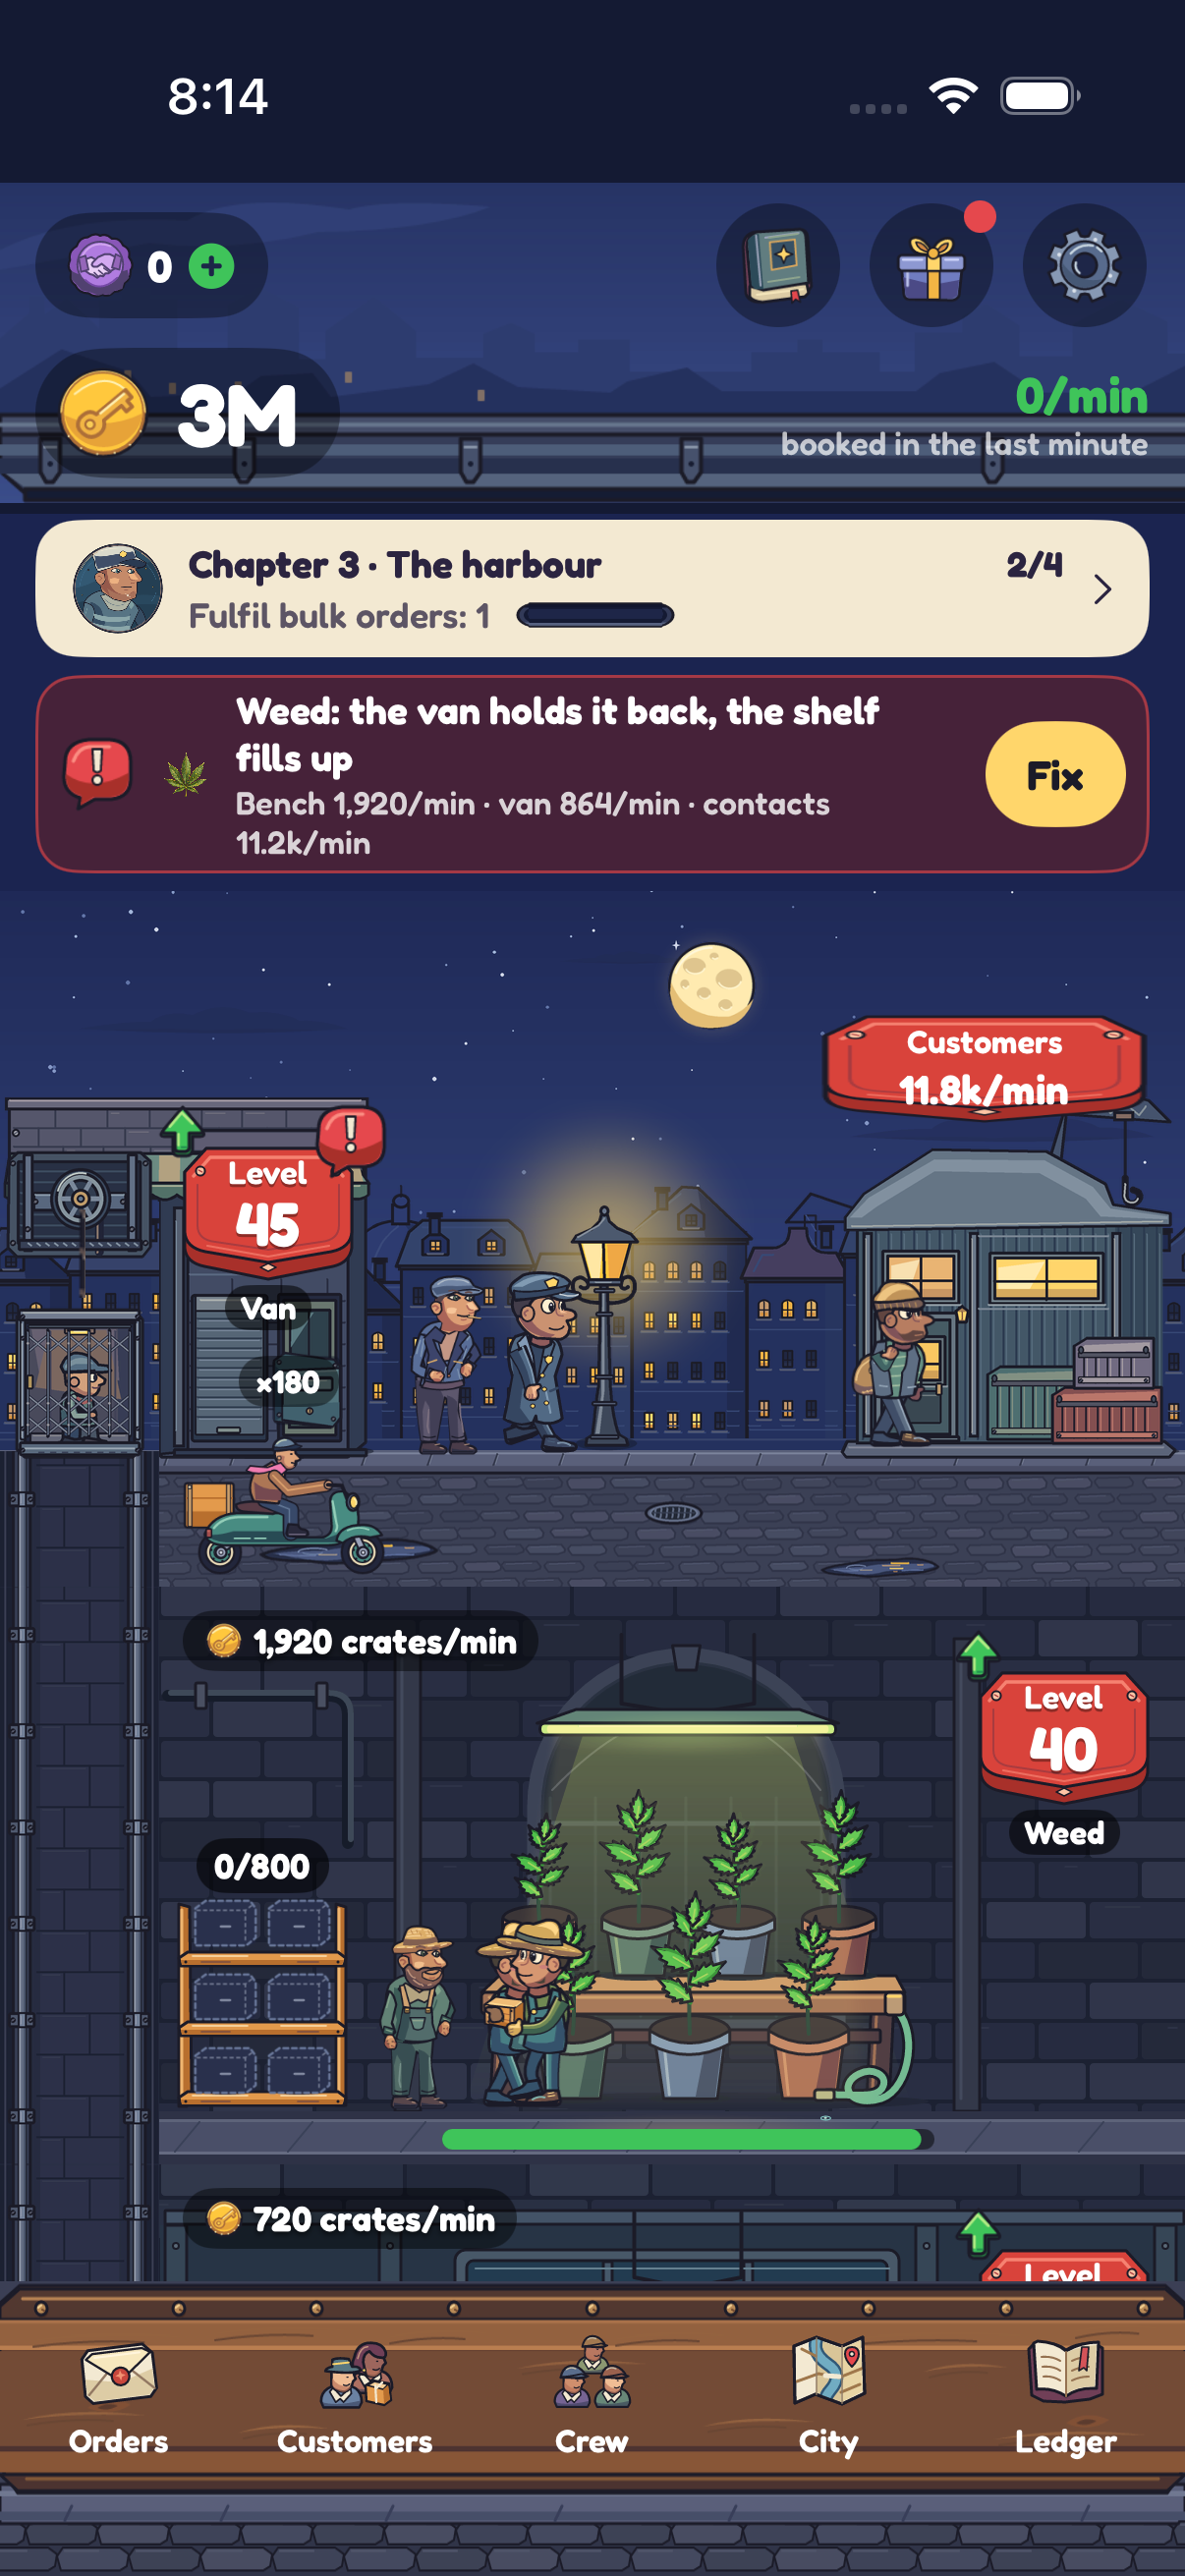 8:14
0
3M
0/min
booked in the last minute
Chapter 3 · The harbour
2/4
Fulfil bulk orders: 1
Weed: the van holds it back, the shelf
fills up
Bench 1,920/min · van 864/min · contacts
11.2k/min
Fix
Customers
11.8k/min
Level
45
Van
×180
1,920 crates/min
Level
40
Weed
0/800
720 crates/min
Level
Orders
Customers
Crew
City
Ledger